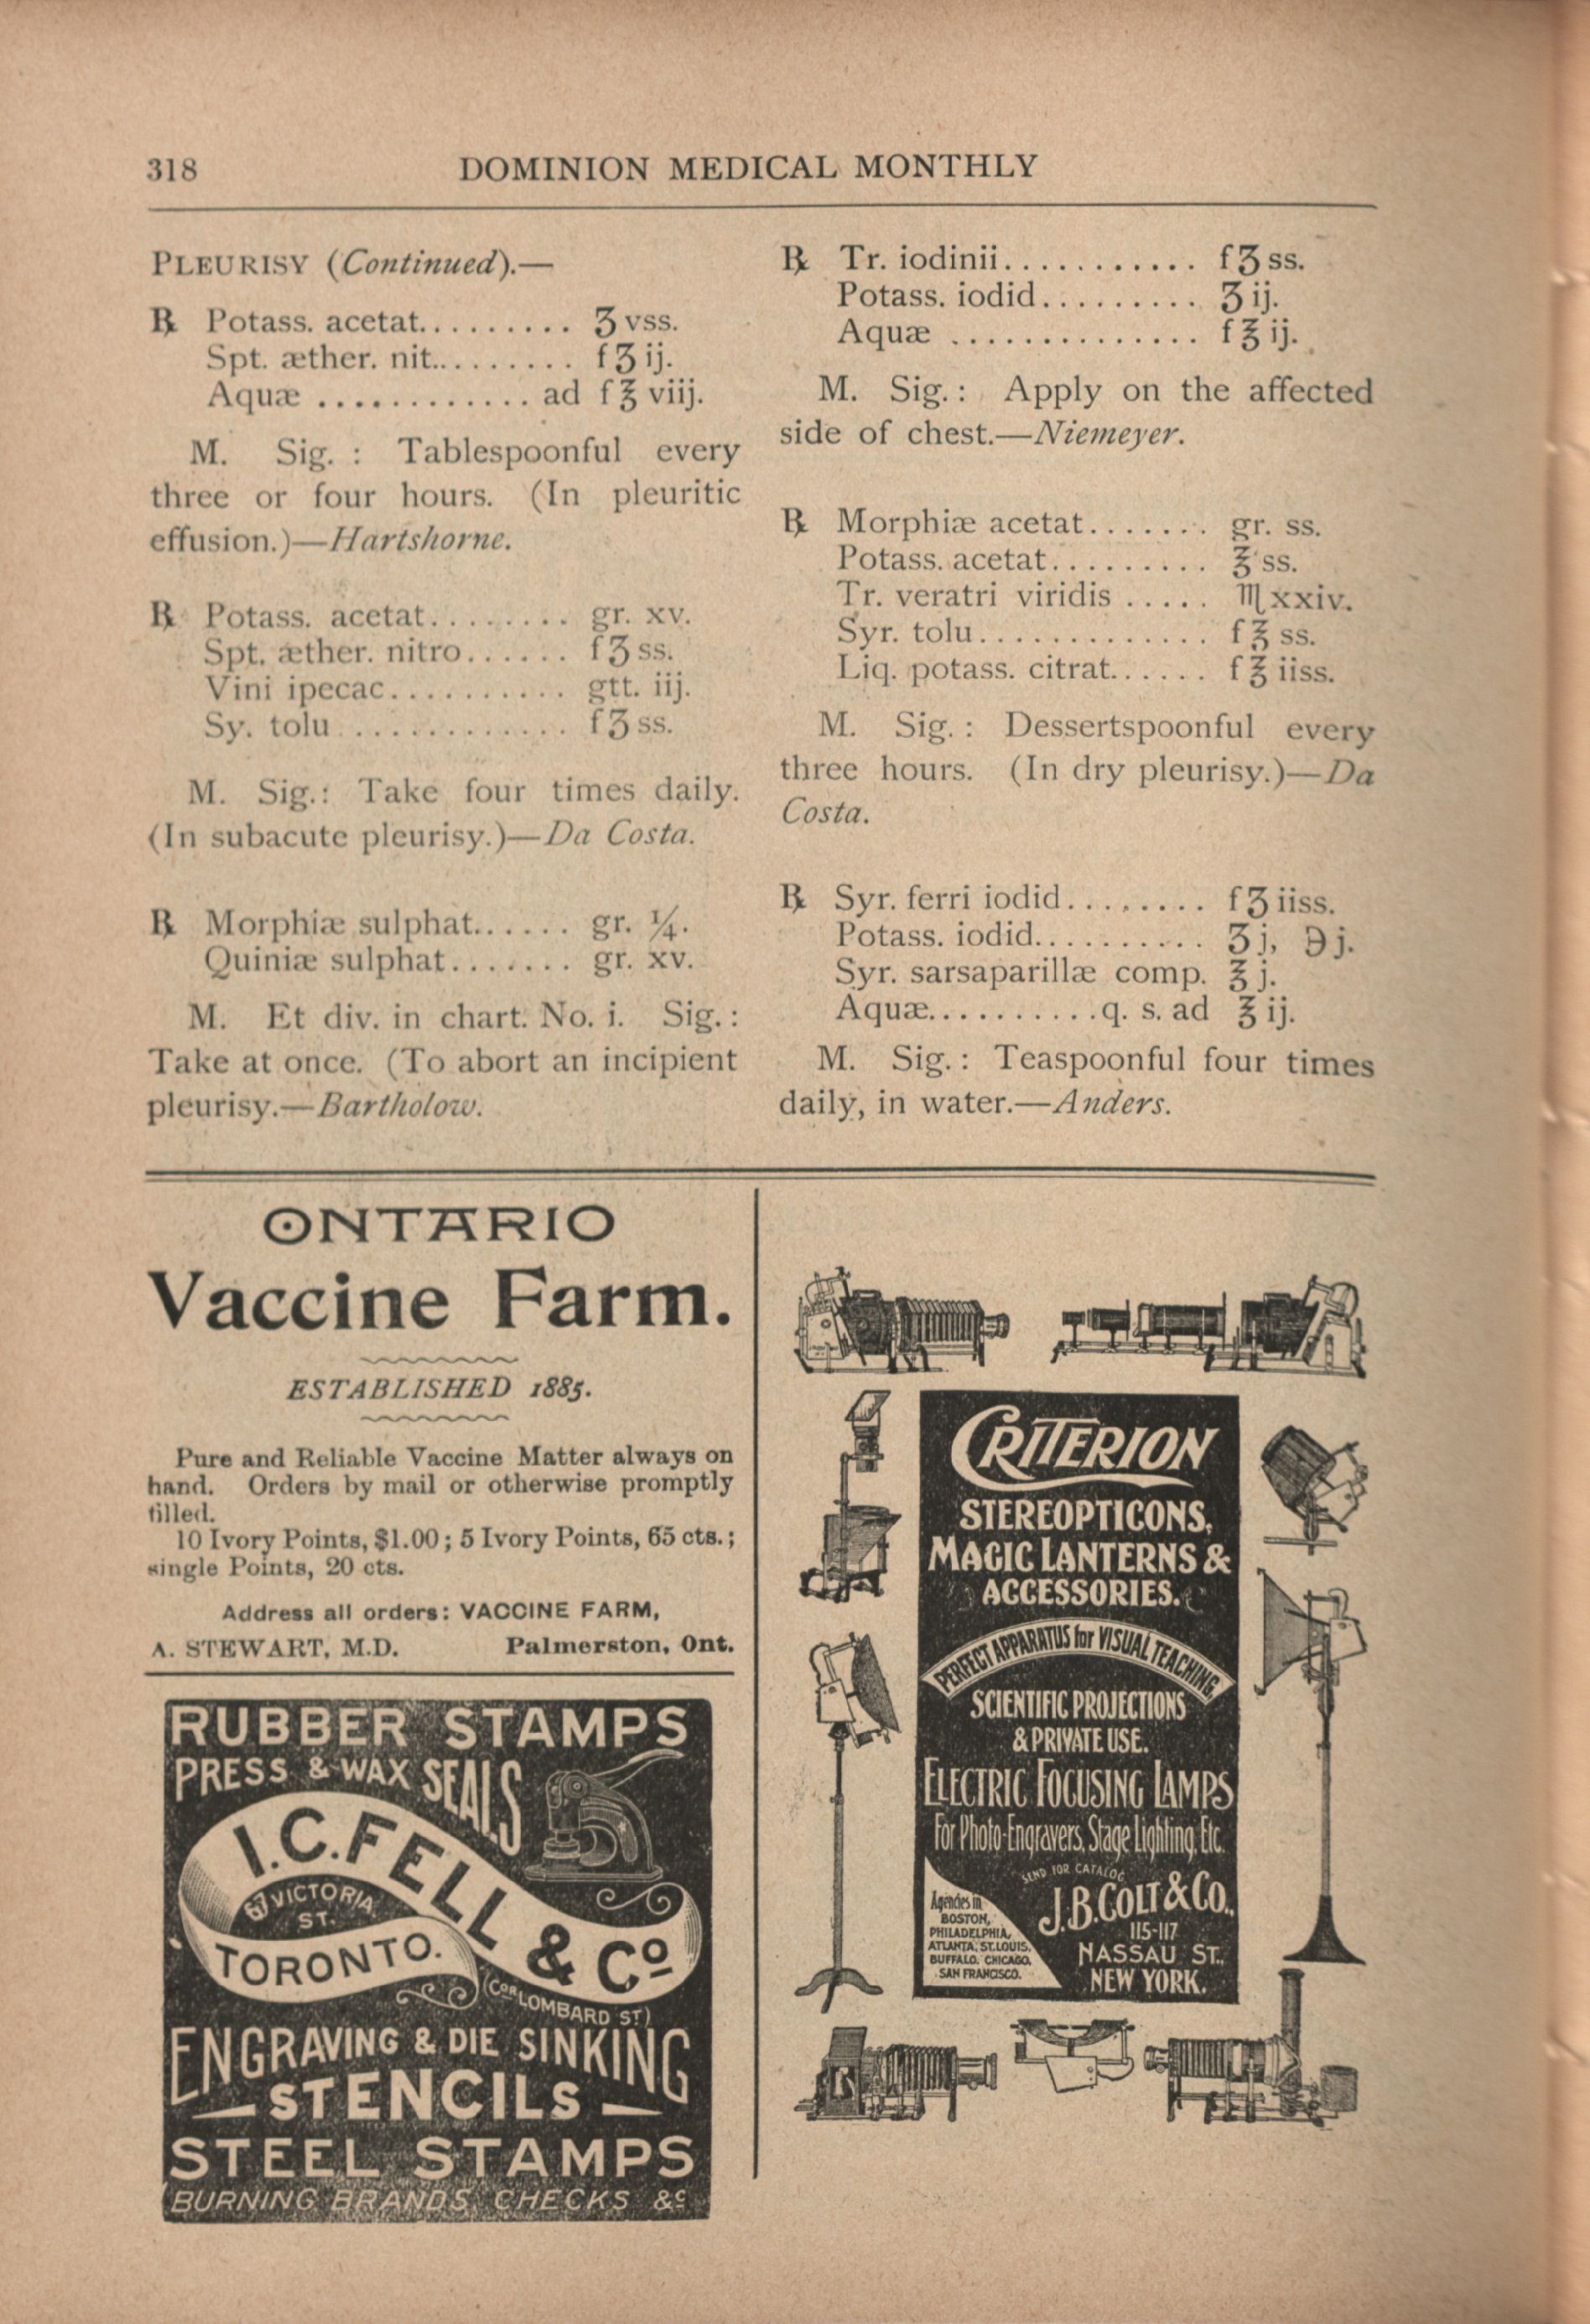 318 DOMINION MEDICAL MONTHLY
PLEURISY (Continued).—
℞ Potass. acetat.......... ʒ vss.
Spt. æther. nit......... fʒ ij.
Aquæ ............ ad f℥ viij.
M. Sig. : Tablespoonful every
three or four hours. (In pleuritic
effusion.)—Hartshorne.
℞ Potass. acetat........ gr. xv.
Spt. æther. nitro...... fʒ ss.
Vini ipecac.......... gtt. iij.
Sy. tolu ............ fʒ ss.
M. Sig.: Take four times daily.
(In subacute pleurisy.)—Da Costa.
℞ Morphiæ sulphat...... gr. ¼.
Quiniæ sulphat....... gr. xv.
M. Et div. in chart. No. i. Sig.:
Take at once. (To abort an incipient
pleurisy.—Bartholow.
℞ Tr. iodinii........... fʒ ss.
Potass. iodid......... ʒ ij.
Aquæ .............. f℥ ij.
M. Sig. : Apply on the affected
side of chest.—Niemeyer.
℞ Morphiæ acetat....... gr. ss.
Potass. acetat......... ℥ ss.
Tr. veratri viridis ..... ♏xxiv.
Syr. tolu............. f℥ ss.
Liq. potass. citrat...... f℥ iiss.
M. Sig. : Dessertspoonful every
three hours. (In dry pleurisy.)—Da
Costa.
℞ Syr. ferri iodid........ fʒ iiss.
Potass. iodid.......... ʒ j, ℈ j.
Syr. sarsaparillæ comp. ℥ j.
Aquæ..........q. s. ad ℥ ij.
M. Sig. : Teaspoonful four times
daily, in water.—Anders.
ONTARIO
Vaccine Farm.
ESTABLISHED 1885.
Pure and Reliable Vaccine Matter always on
hand. Orders by mail or otherwise promptly
filled.
10 Ivory Points, $1.00 ; 5 Ivory Points, 65 cts. ;
single Points, 20 cts.
Address all orders: VACCINE FARM,
A. STEWART, M.D. Palmerston, Ont.
RUBBER STAMPS
PRESS & WAX SEALS
I.C. FELL & Co
67 VICTORIA
ST.
TORONTO.
(COR LOMBARD ST)
ENGRAVING & DIE SINKING
STENCILS
STEEL STAMPS
BURNING BRANDS, CHECKS &c
CRITERION
STEREOPTICONS,
MAGIC LANTERNS &
ACCESSORIES.
PERFECT APPARATUS for VISUAL TEACHING,
SCIENTIFIC PROJECTIONS
& PRIVATE USE.
ELECTRIC FOCUSING LAMPS
For Photo-Engravers, Stage Lighting, Etc.
SEND FOR CATALOG
J.B. COLT & CO.,
115-117
NASSAU ST.,
NEW YORK.
Agencies in
BOSTON,
PHILADELPHIA,
ATLANTA, ST. LOUIS,
BUFFALO, CHICAGO,
SAN FRANCISCO.